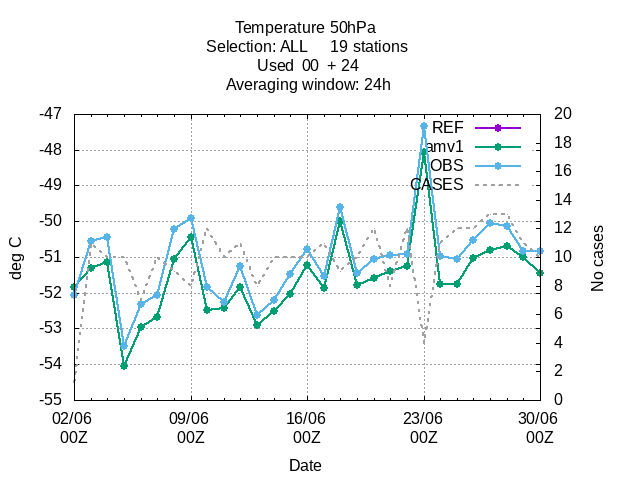 Temperature 50hPa
Selection: ALL 19 stations
Used 00 + 24
Averaging window: 24h
-47
-48
-49
-50
-51
-52
-53
-54
-55
deg C
20
18
16
14
12
10
8
6
4
2
0
No cases
REF
amv1
OBS
CASES
02/06 09/06 16/06 23/06 30/06
00Z 00Z 00Z 00Z 00Z
Date